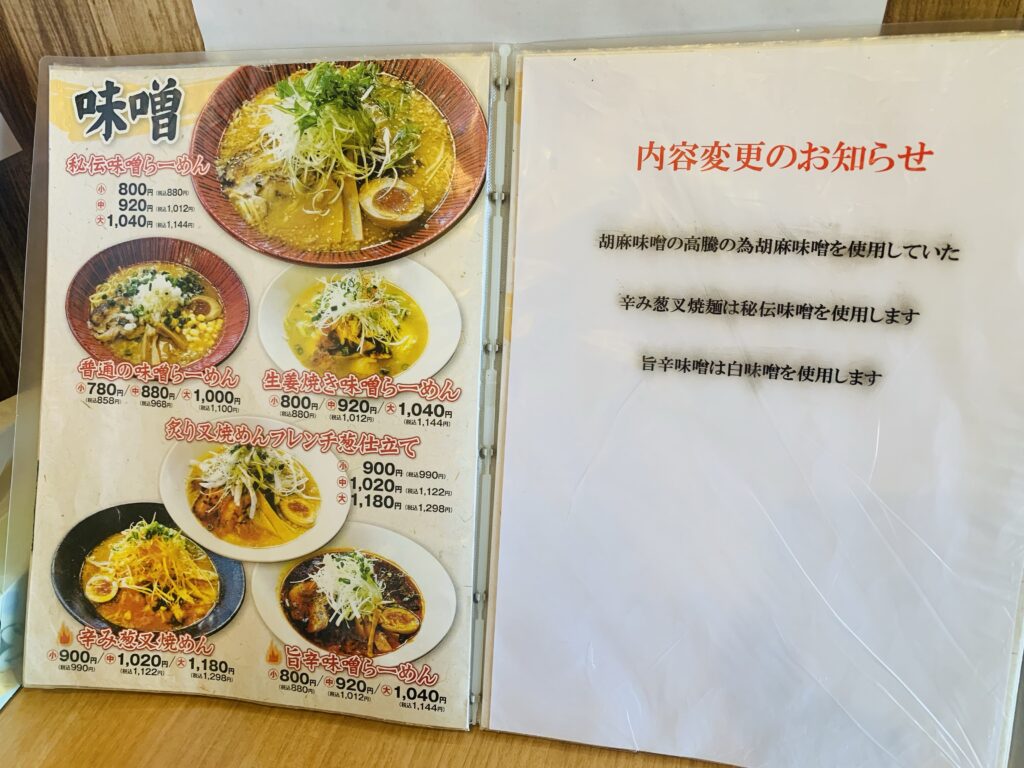 味噌
秘伝味噌らーめん
小 800円(税込880円)
中 920円(税込1,012円)
大 1,040円(税込1,144円)
普通の味噌らーめん
小 780円/中 880円/大 1,000円
(税込858円) (税込968円) (税込1,100円)
生姜焼き味噌らーめん
小 800円/中 920円/大 1,040円
(税込880円) (税込1,012円) (税込1,144円)
炙り叉焼めんフレンチ葱仕立て
小 900円(税込990円)
中 1,020円(税込1,122円)
大 1,180円(税込1,298円)
辛み葱叉焼めん
小 900円/中 1,020円/大 1,180円
(税込990円) (税込1,122円) (税込1,298円)
旨辛味噌らーめん
小 800円/中 920円/大 1,040円
(税込880円) (税込1,012円) (税込1,144円)
内容変更のお知らせ
胡麻味噌の高騰の為胡麻味噌を使用していた
辛み葱叉焼麺は秘伝味噌を使用します
旨辛味噌は白味噌を使用します